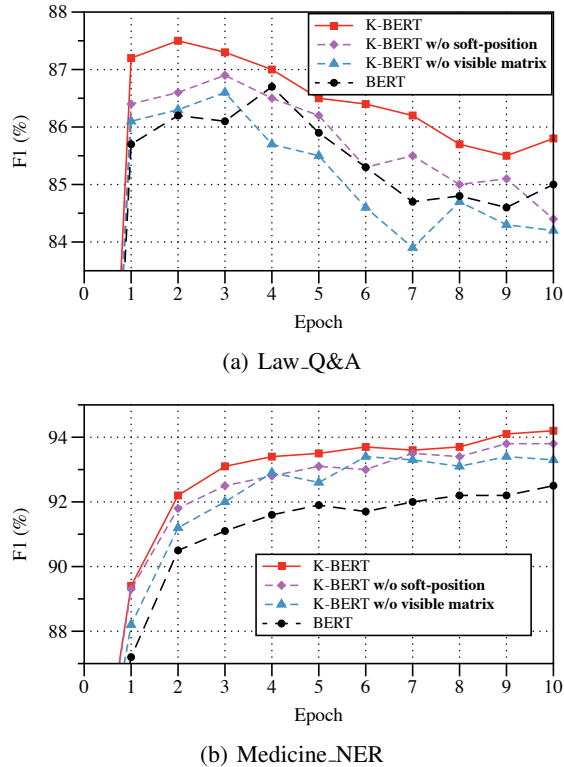 88
87
86
85
84
F1 (%)
K-BERT
K-BERT w/o soft-position
K-BERT w/o visible matrix
BERT
0 1 2 3 4 5 6 7 8 9 10
Epoch
(a) Law_Q&A
94
92
90
88
F1 (%)
K-BERT
K-BERT w/o soft-position
K-BERT w/o visible matrix
BERT
0 1 2 3 4 5 6 7 8 9 10
Epoch
(b) Medicine_NER